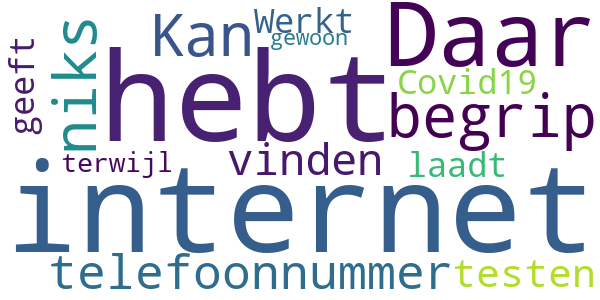 Kan
Werkt
gewoon
Daar
geeft
niks
hebt
Covid19
begrip
terwijl
vinden
laadt
internet
telefoonnummer
testen